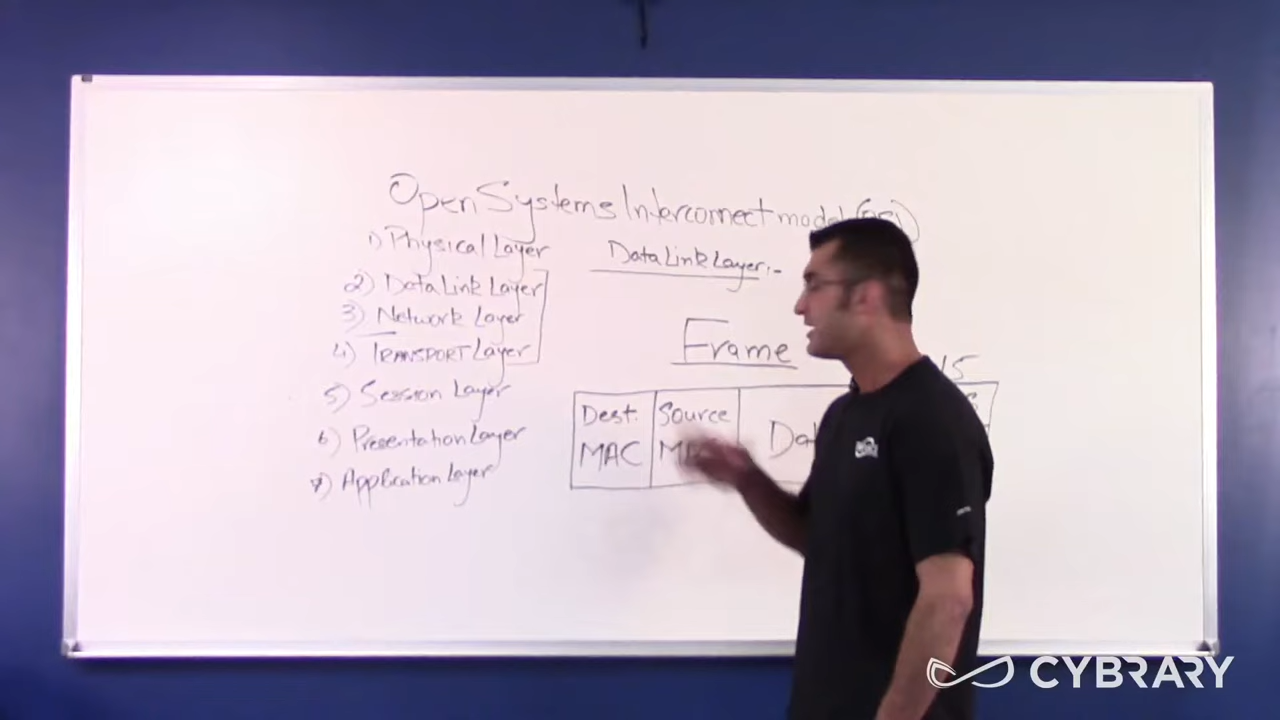 Open Systems Interconnect model (OSI)
1) Physical Layer
Data Link Layer:-
2) Data Link Layer
3) Network Layer
4) TRANSPORT Layer
5) Session Layer
6) Presentation Layer
7) Application Layer
Frame
Dest. MAC
Source
CYBRARY